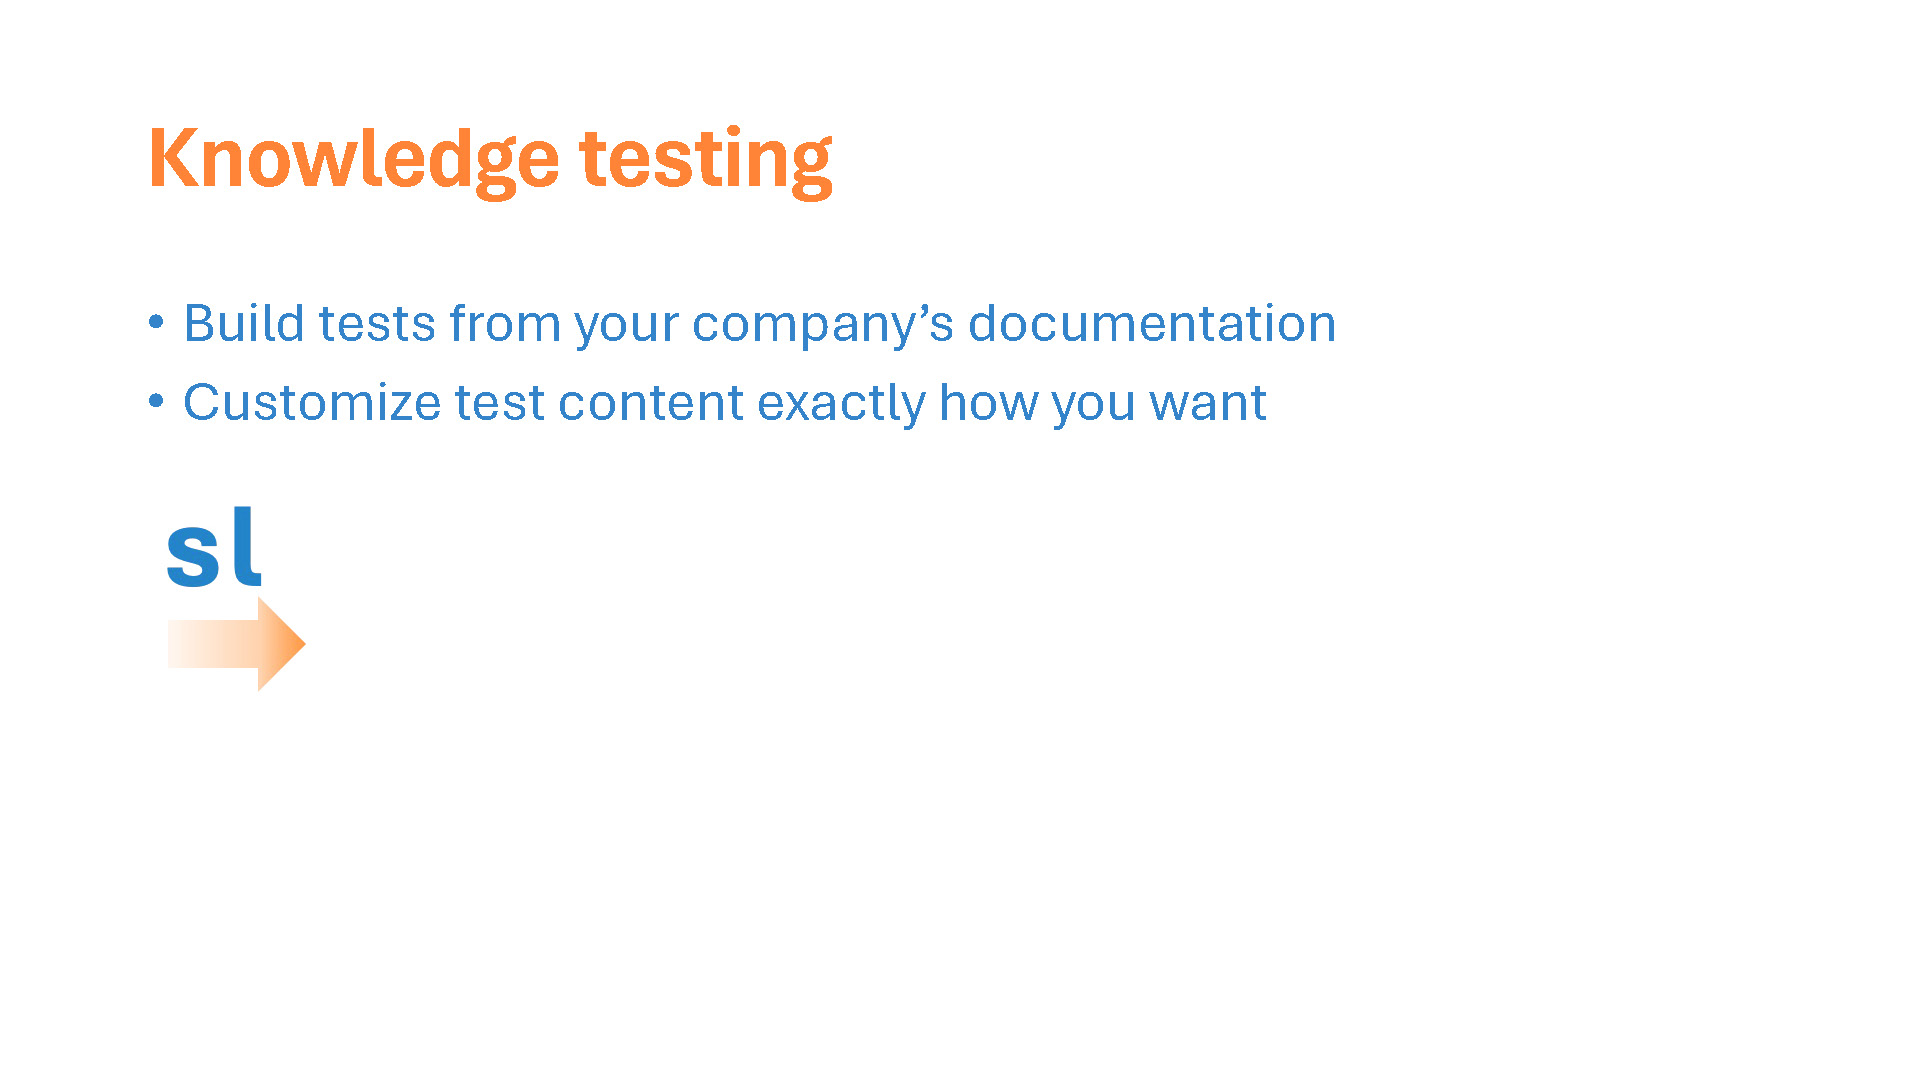 Knowledge testing
• Build tests from your company’s documentation
• Customize test content exactly how you want
sl